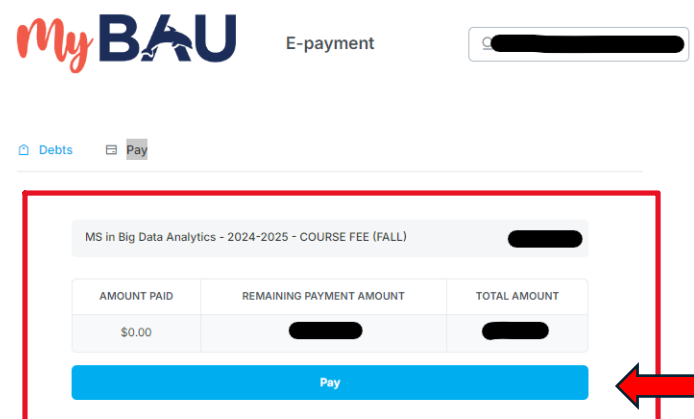 MyBAU
E-payment
Debts Pay
MS in Big Data Analytics - 2024-2025 - COURSE FEE (FALL)
AMOUNT PAID REMAINING PAYMENT AMOUNT TOTAL AMOUNT
$0.00
Pay